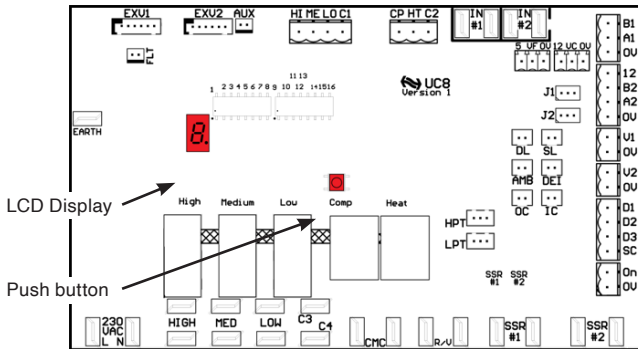 EXV1 EXV2 AUX HI ME LO C1 CP HT C2 IN #1 IN #2
FLT
5 VF 0V 12 VC 0V
B1
A1
0V
11 13
1 2 3 4 5 6 7 8 9 10 12 14 15 16
UC8
Version 1
12
B2
A2
0V
J1
J2
EARTH
8.
V1
0V
DL SL
AMB DEI
OC IC
V2
0V
LCD Display
High Medium Low Comp Heat
HPT
LPT
D1
D2
D3
SC
Push button
SSR #1 SSR #2
On
0V
230 VAC L N
HIGH MED LOW C3 C4
CMC R/V SSR #1 SSR #2